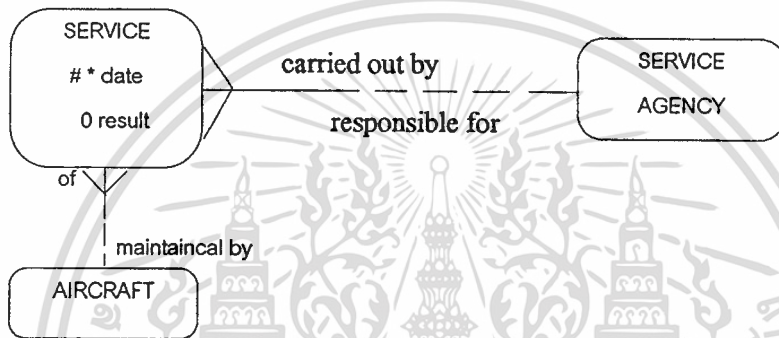 SERVICE
# * date
0 result
carried out by
responsible for
SERVICE
AGENCY
of
maintaincal by
AIRCRAFT